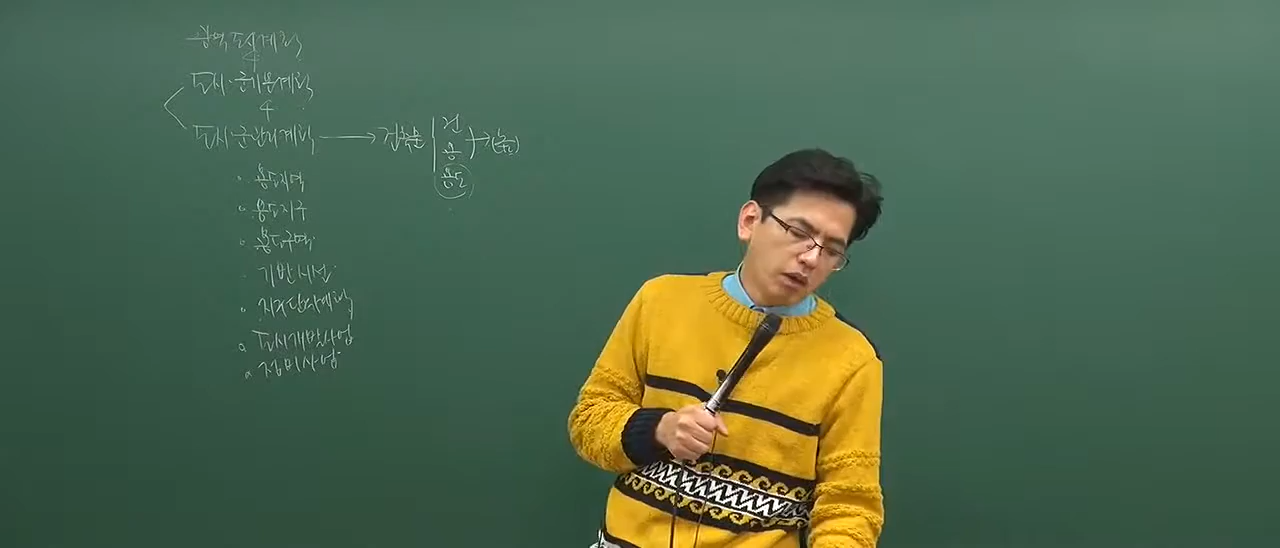 광역도시계획
도시·군기본계획
도시·군관리계획 → 건축물 건
용
용도
용도지역
용도지구
용도구역
기반시설
지구단위계획
도시개발사업
정비사업